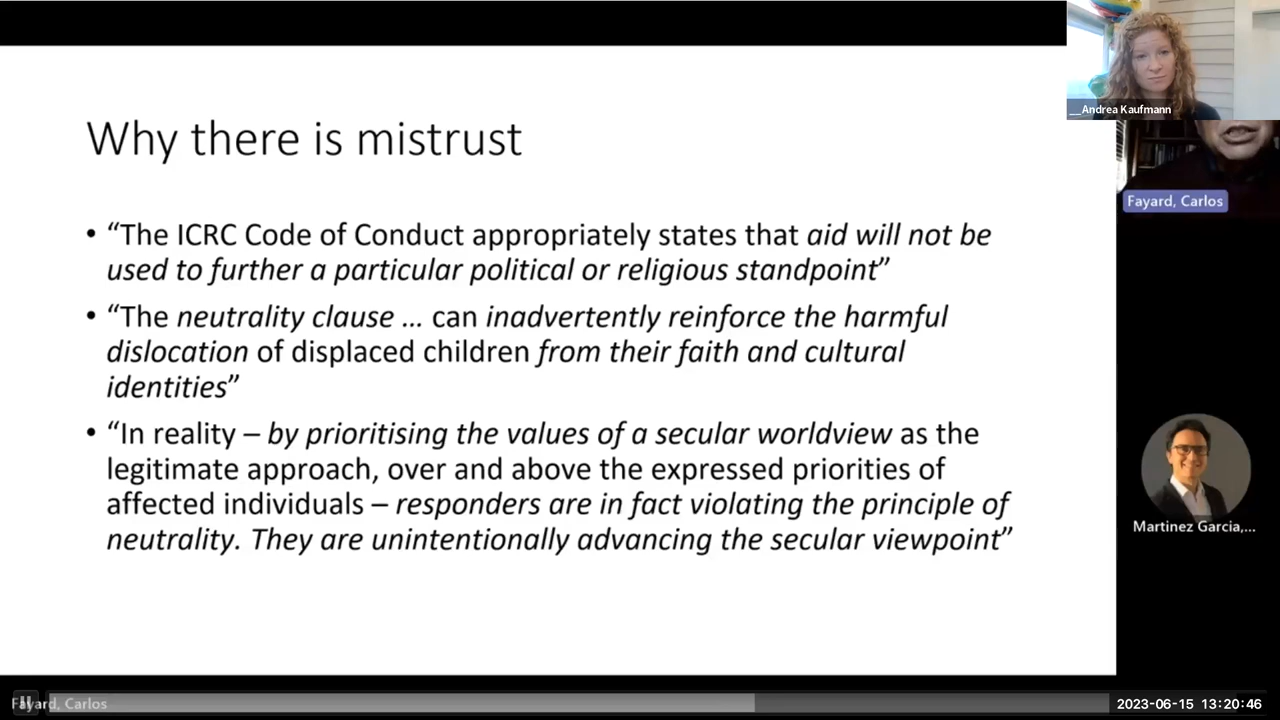 Why there is mistrust
• “The ICRC Code of Conduct appropriately states that aid will not be
used to further a particular political or religious standpoint”
• “The neutrality clause ... can inadvertently reinforce the harmful
dislocation of displaced children from their faith and cultural
identities”
• “In reality – by prioritising the values of a secular worldview as the
legitimate approach, over and above the expressed priorities of
affected individuals – responders are in fact violating the principle of
neutrality. They are unintentionally advancing the secular viewpoint”
__Andrea Kaufmann
Fayard, Carlos
Martinez Garcia,...
Fayard, Carlos
2023-06-15 13:20:46